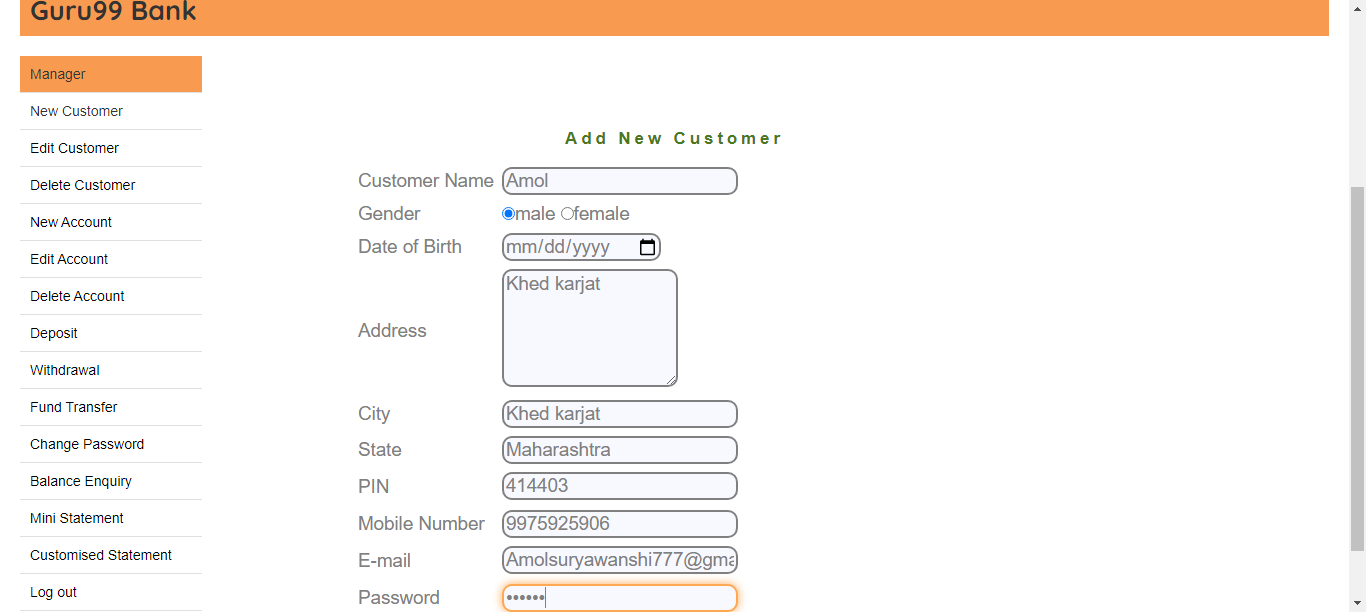 Guru99 Bank
Manager
New Customer
Edit Customer
Delete Customer
New Account
Edit Account
Delete Account
Deposit
Withdrawal
Fund Transfer
Change Password
Balance Enquiry
Mini Statement
Customised Statement
Log out
Add New Customer
Customer Name Amol
Gender male female
Date of Birth mm/dd/yyyy
Address Khed karjat
City Khed karjat
State Maharashtra
PIN 414403
Mobile Number 9975925906
E-mail Amolsuryawanshi777@gma
Password ••••••